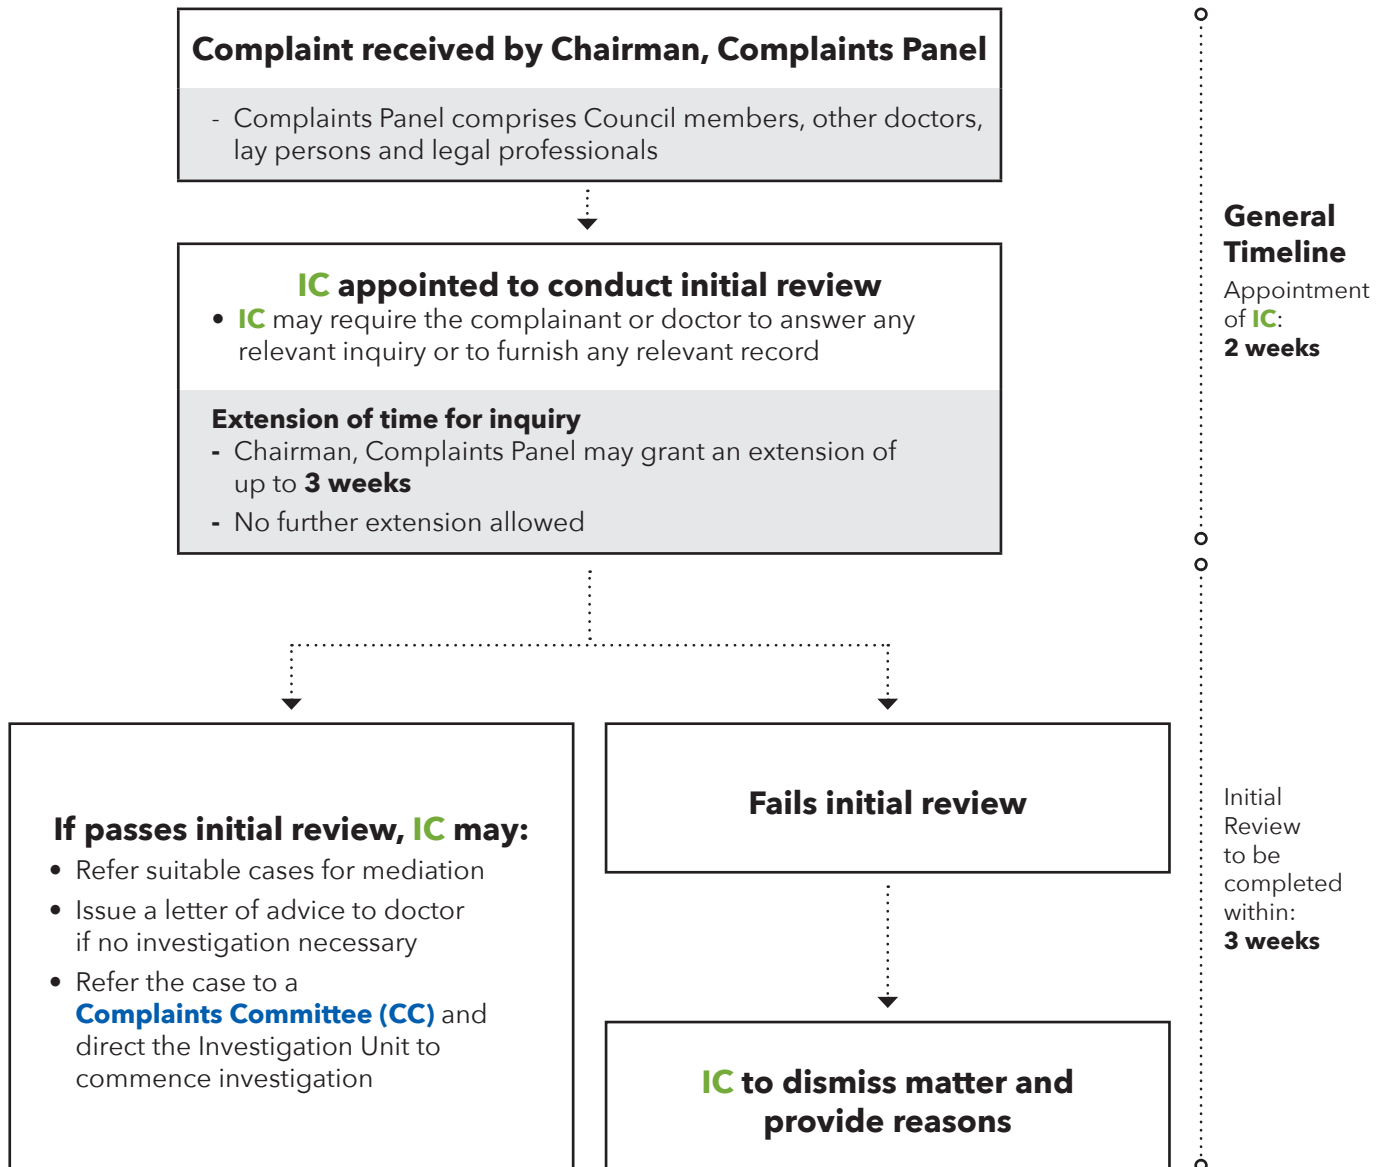 Complaint received by Chairman, Complaints Panel
- Complaints Panel comprises Council members, other doctors,
lay persons and legal professionals
IC appointed to conduct initial review
• IC may require the complainant or doctor to answer any
relevant inquiry or to furnish any relevant record
Extension of time for inquiry
- Chairman, Complaints Panel may grant an extension of
up to 3 weeks
- No further extension allowed
General
Timeline
Appointment
of IC:
2 weeks
If passes initial review, IC may:
• Refer suitable cases for mediation
• Issue a letter of advice to doctor
if no investigation necessary
• Refer the case to a
Complaints Committee (CC) and
direct the Investigation Unit to
commence investigation
Fails initial review
IC to dismiss matter and
provide reasons
Initial
Review
to be
completed
within:
3 weeks